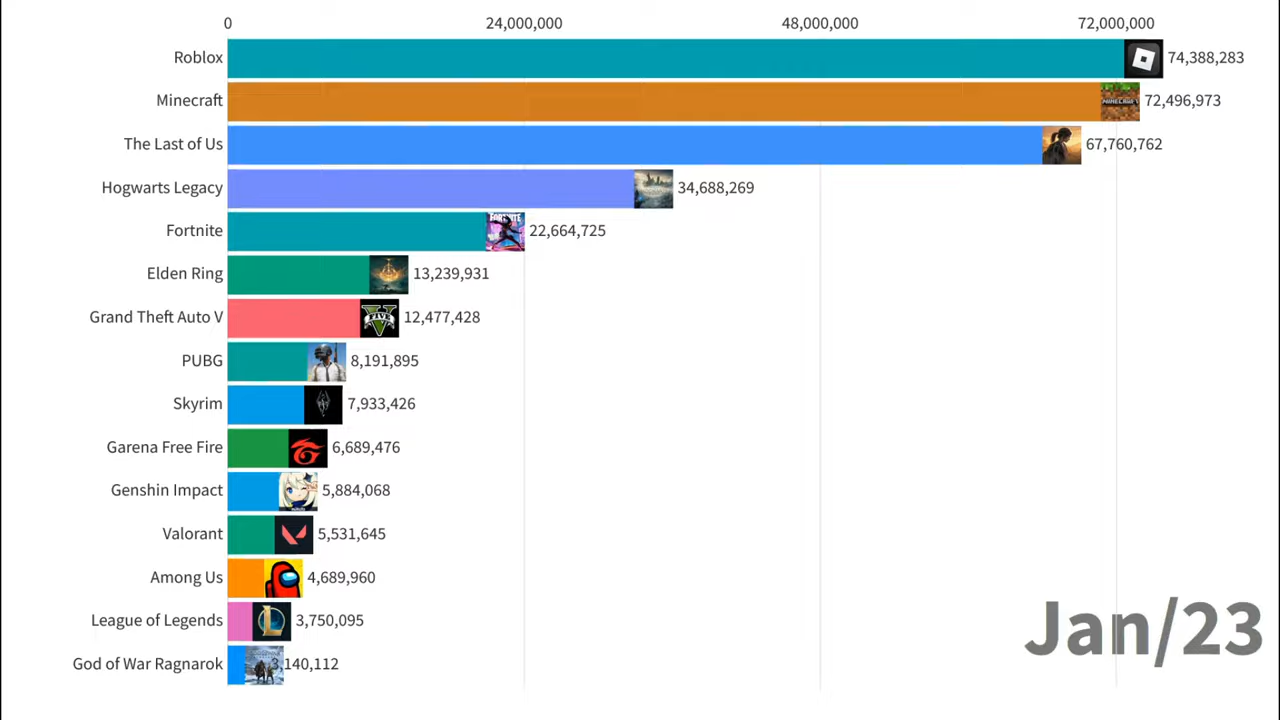 0 24,000,000 48,000,000 72,000,000
Roblox 74,388,283
Minecraft MINECRAFT 72,496,973
The Last of Us 67,760,762
Hogwarts Legacy 34,688,269
Fortnite FORTNITE 22,664,725
Elden Ring 13,239,931
Grand Theft Auto V FIVE 12,477,428
PUBG 8,191,895
Skyrim 7,933,426
Garena Free Fire 6,689,476
Genshin Impact 5,884,068
Valorant 5,531,645
Among Us 4,689,960
League of Legends L 3,750,095
God of War Ragnarok 3,140,112
Jan/23